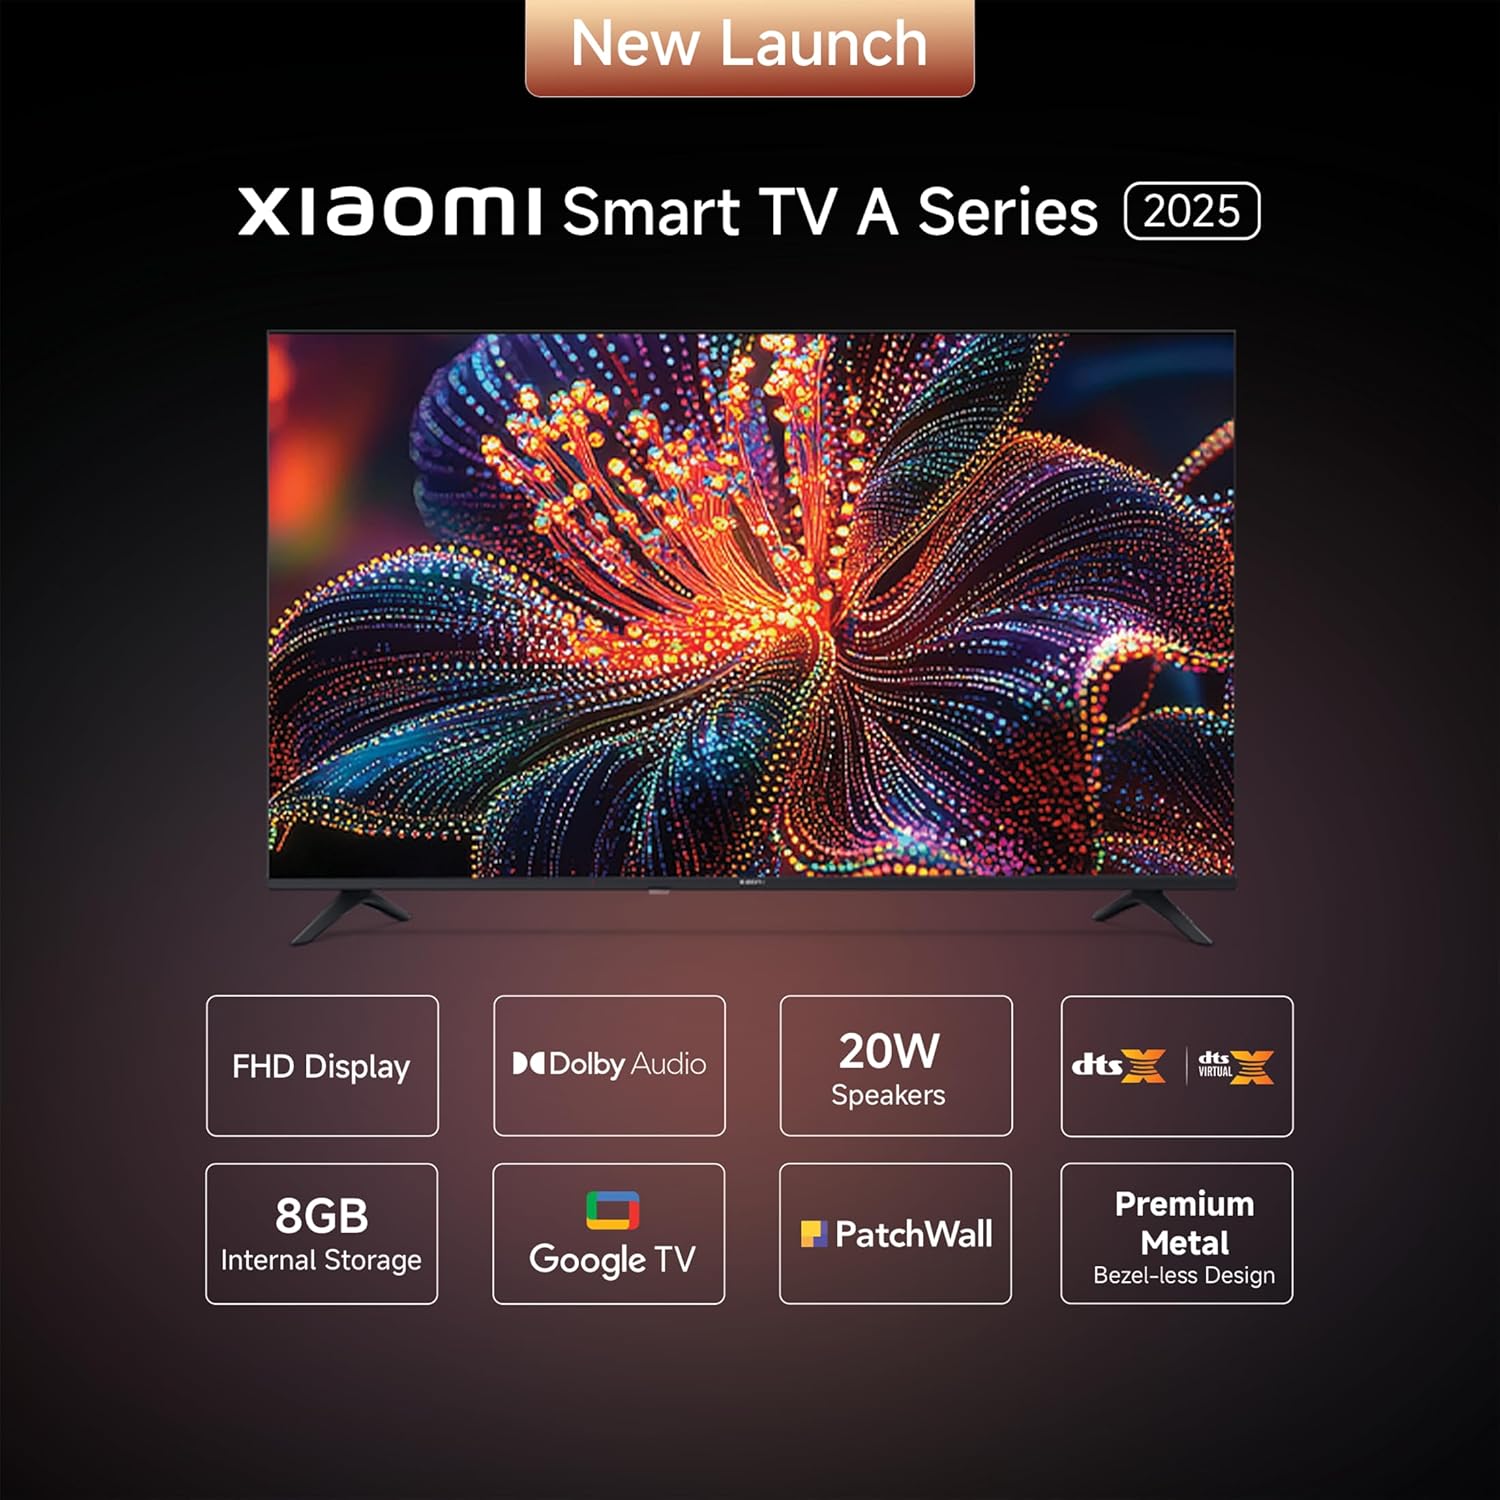 New Launch
xiaomi Smart TV A Series 2025
xiaomi
FHD Display
Dolby Audio
20W
Speakers
dts X | dts VIRTUAL X
8GB
Internal Storage
Google TV
PatchWall
Premium
Metal
Bezel-less Design